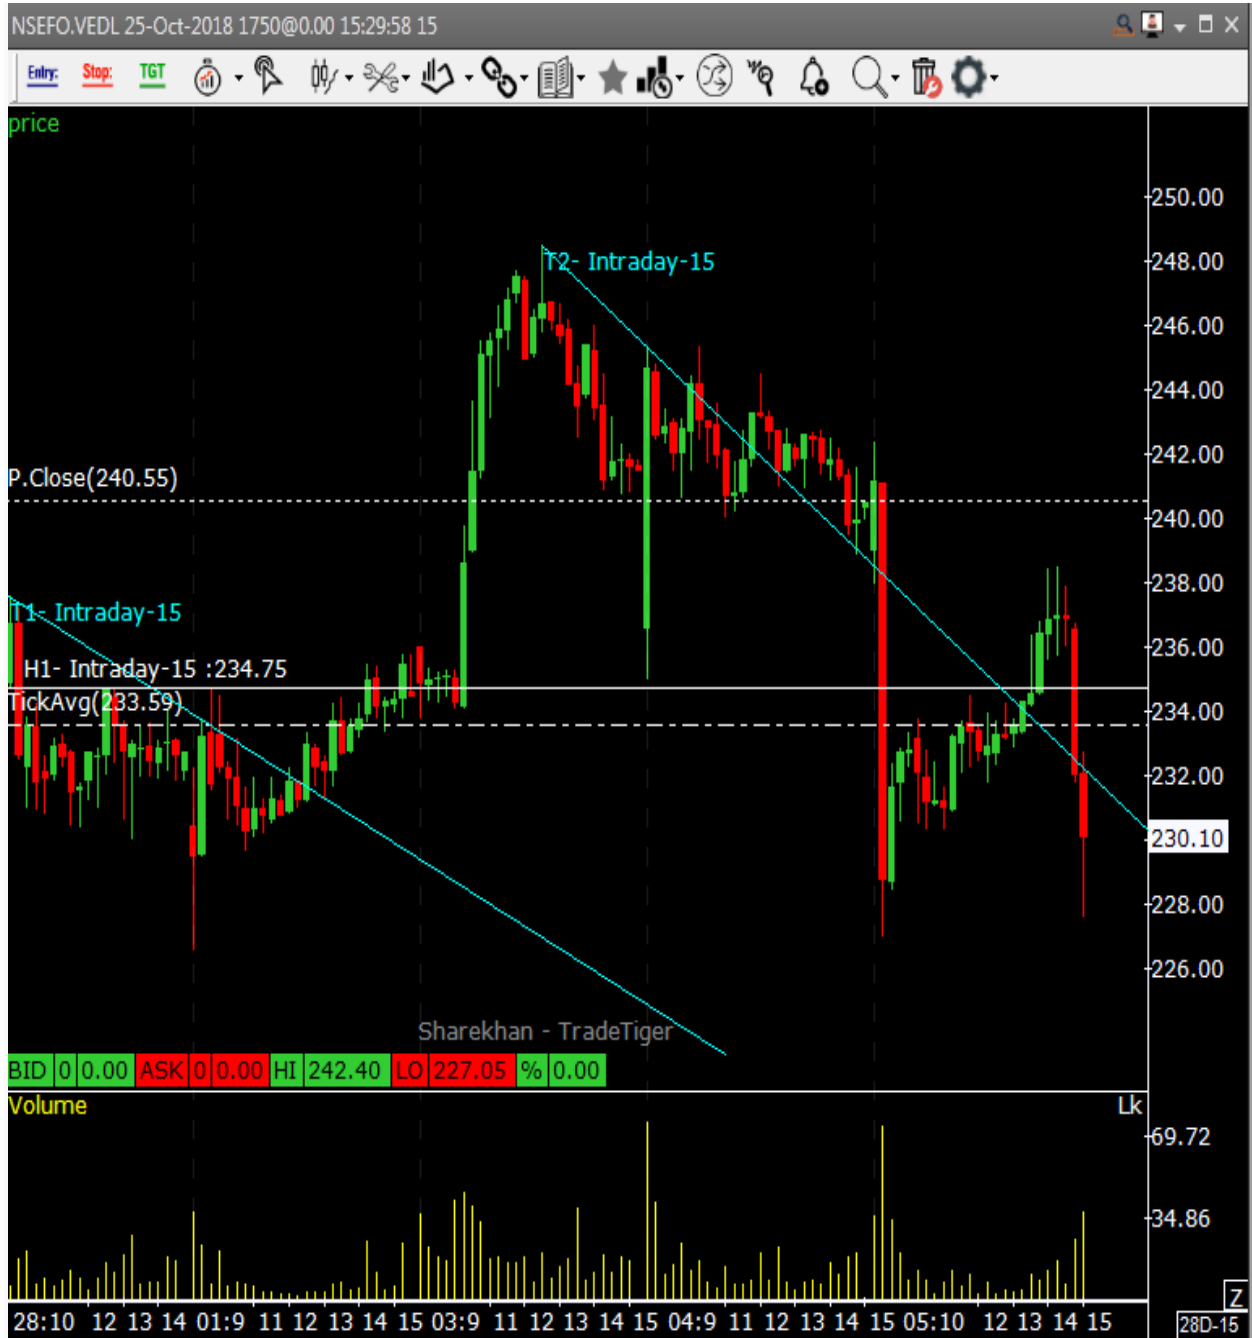 NSEFO.VEDL 25-Oct-2018 1750@0.00 15:29:58 15
Entry: Stop: TGT
price
250.00
248.00
T2- Intraday-15
246.00
244.00
242.00
P.Close(240.55)
240.00
238.00
T1- Intraday-15
236.00
H1- Intraday-15 :234.75
TickAvg(233.59)
234.00
232.00
230.10
228.00
226.00
Sharekhan - TradeTiger
BID 0 0.00 ASK 0 0.00 HI 242.40 LO 227.05 % 0.00
Volume Lk
69.72
34.86
Z
28:10 12 13 14 01:9 11 12 13 14 15 03:9 11 12 13 14 15 04:9 11 12 13 14 15 05:10 12 13 14 15 28D-15